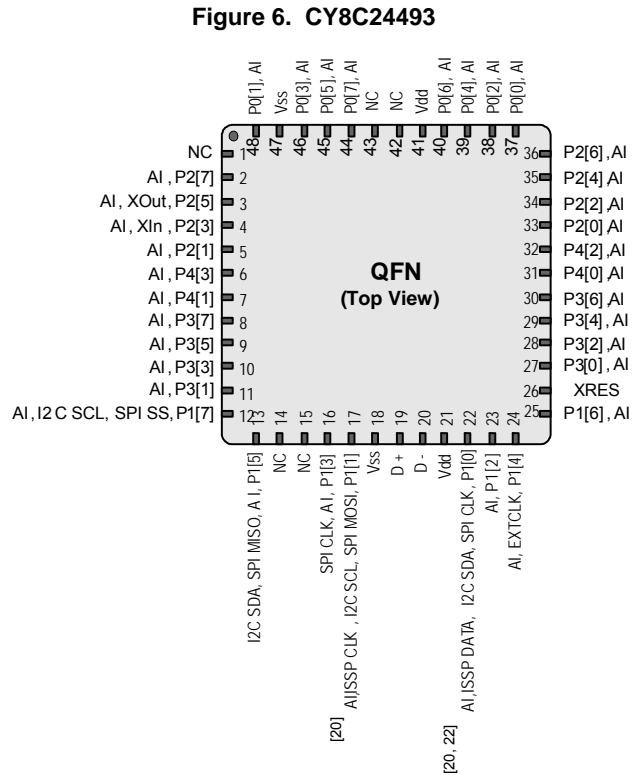 Figure 6. CY8C24493
P0[1], AI
Vss
P0[3], AI
P0[5], AI
P0[7], AI
NC
NC
Vdd
P0[6], AI
P0[4], AI
P0[2], AI
P0[0], AI
48
47
46
45
44
43
42
41
40
39
38
37
NC 1
AI, P2[7] 2
AI, XOut, P2[5] 3
AI, XIn, P2[3] 4
AI, P2[1] 5
AI, P4[3] 6
AI, P4[1] 7
AI, P3[7] 8
AI, P3[5] 9
AI, P3[3] 10
AI, P3[1] 11
AI, I2C SCL, SPI SS, P1[7] 12
QFN
(Top View)
36 P2[6], AI
35 P2[4], AI
34 P2[2], AI
33 P2[0], AI
32 P4[2], AI
31 P4[0], AI
30 P3[6], AI
29 P3[4], AI
28 P3[2], AI
27 P3[0], AI
26 XRES
25 P1[6], AI
13
14
15
16
17
18
19
20
21
22
23
24
I2C SDA, SPI MISO, AI, P1[5]
NC
NC
SPI CLK, AI, P1[3]
[20] AI,ISSP CLK, I2C SCL, SPI MOSI, P1[1]
Vss
D+
D-
Vdd
[20, 22] AI,ISSP DATA, I2C SDA, SPI CLK, P1[0]
AI, P1[2]
AI, EXTCLK, P1[4]